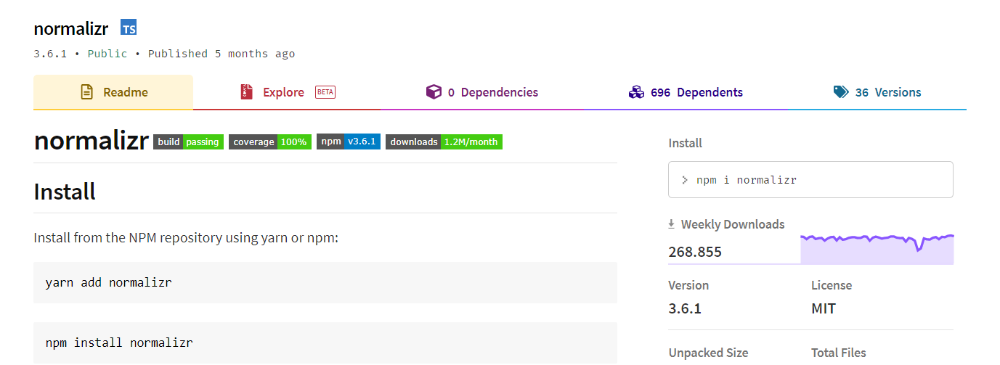 normalizr TS
3.6.1 • Public • Published 5 months ago
Readme
Explore BETA
0 Dependencies
696 Dependents
36 Versions
normalizr build passing coverage 100% npm v3.6.1 downloads 1.2M/month
Install
Install from the NPM repository using yarn or npm:
yarn add normalizr
npm install normalizr
Install
> npm i normalizr
Weekly Downloads
268.855
Version
3.6.1
License
MIT
Unpacked Size
Total Files